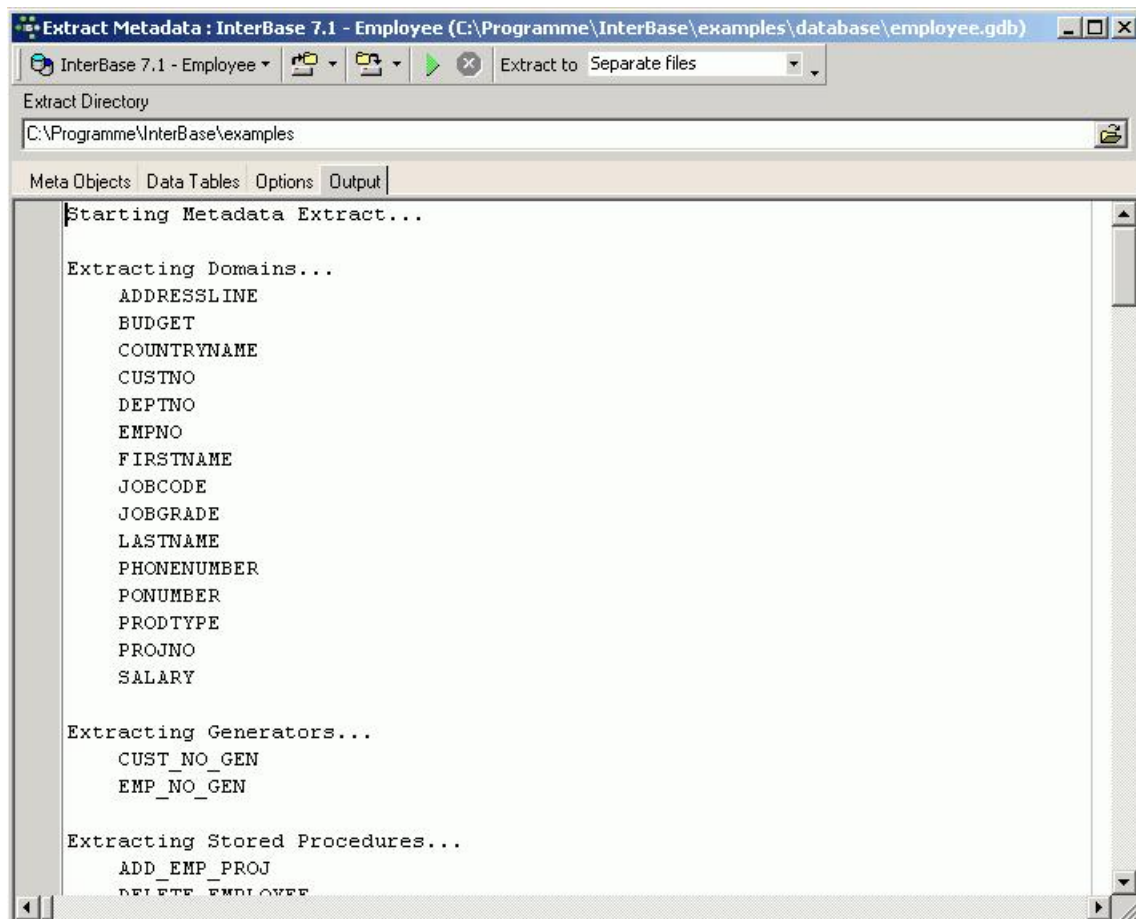 Extract Metadata : InterBase 7.1 - Employee (C:\Programme\InterBase\examples\database\employee.gdb)
InterBase 7.1 - Employee Extract to Separate files
Extract Directory
C:\Programme\InterBase\examples
Meta Objects Data Tables Options Output
Starting Metadata Extract...
Extracting Domains...
ADDRESSLINE
BUDGET
COUNTRYNAME
CUSTNO
DEPTNO
EMPNO
FIRSTNAME
JOBCODE
JOBGRADE
LASTNAME
PHONENUMBER
PONUMBER
PRODTYPE
PROJNO
SALARY
Extracting Generators...
CUST_NO_GEN
EMP_NO_GEN
Extracting Stored Procedures...
ADD_EMP_PROJ
DELETE_EMPLOYEE